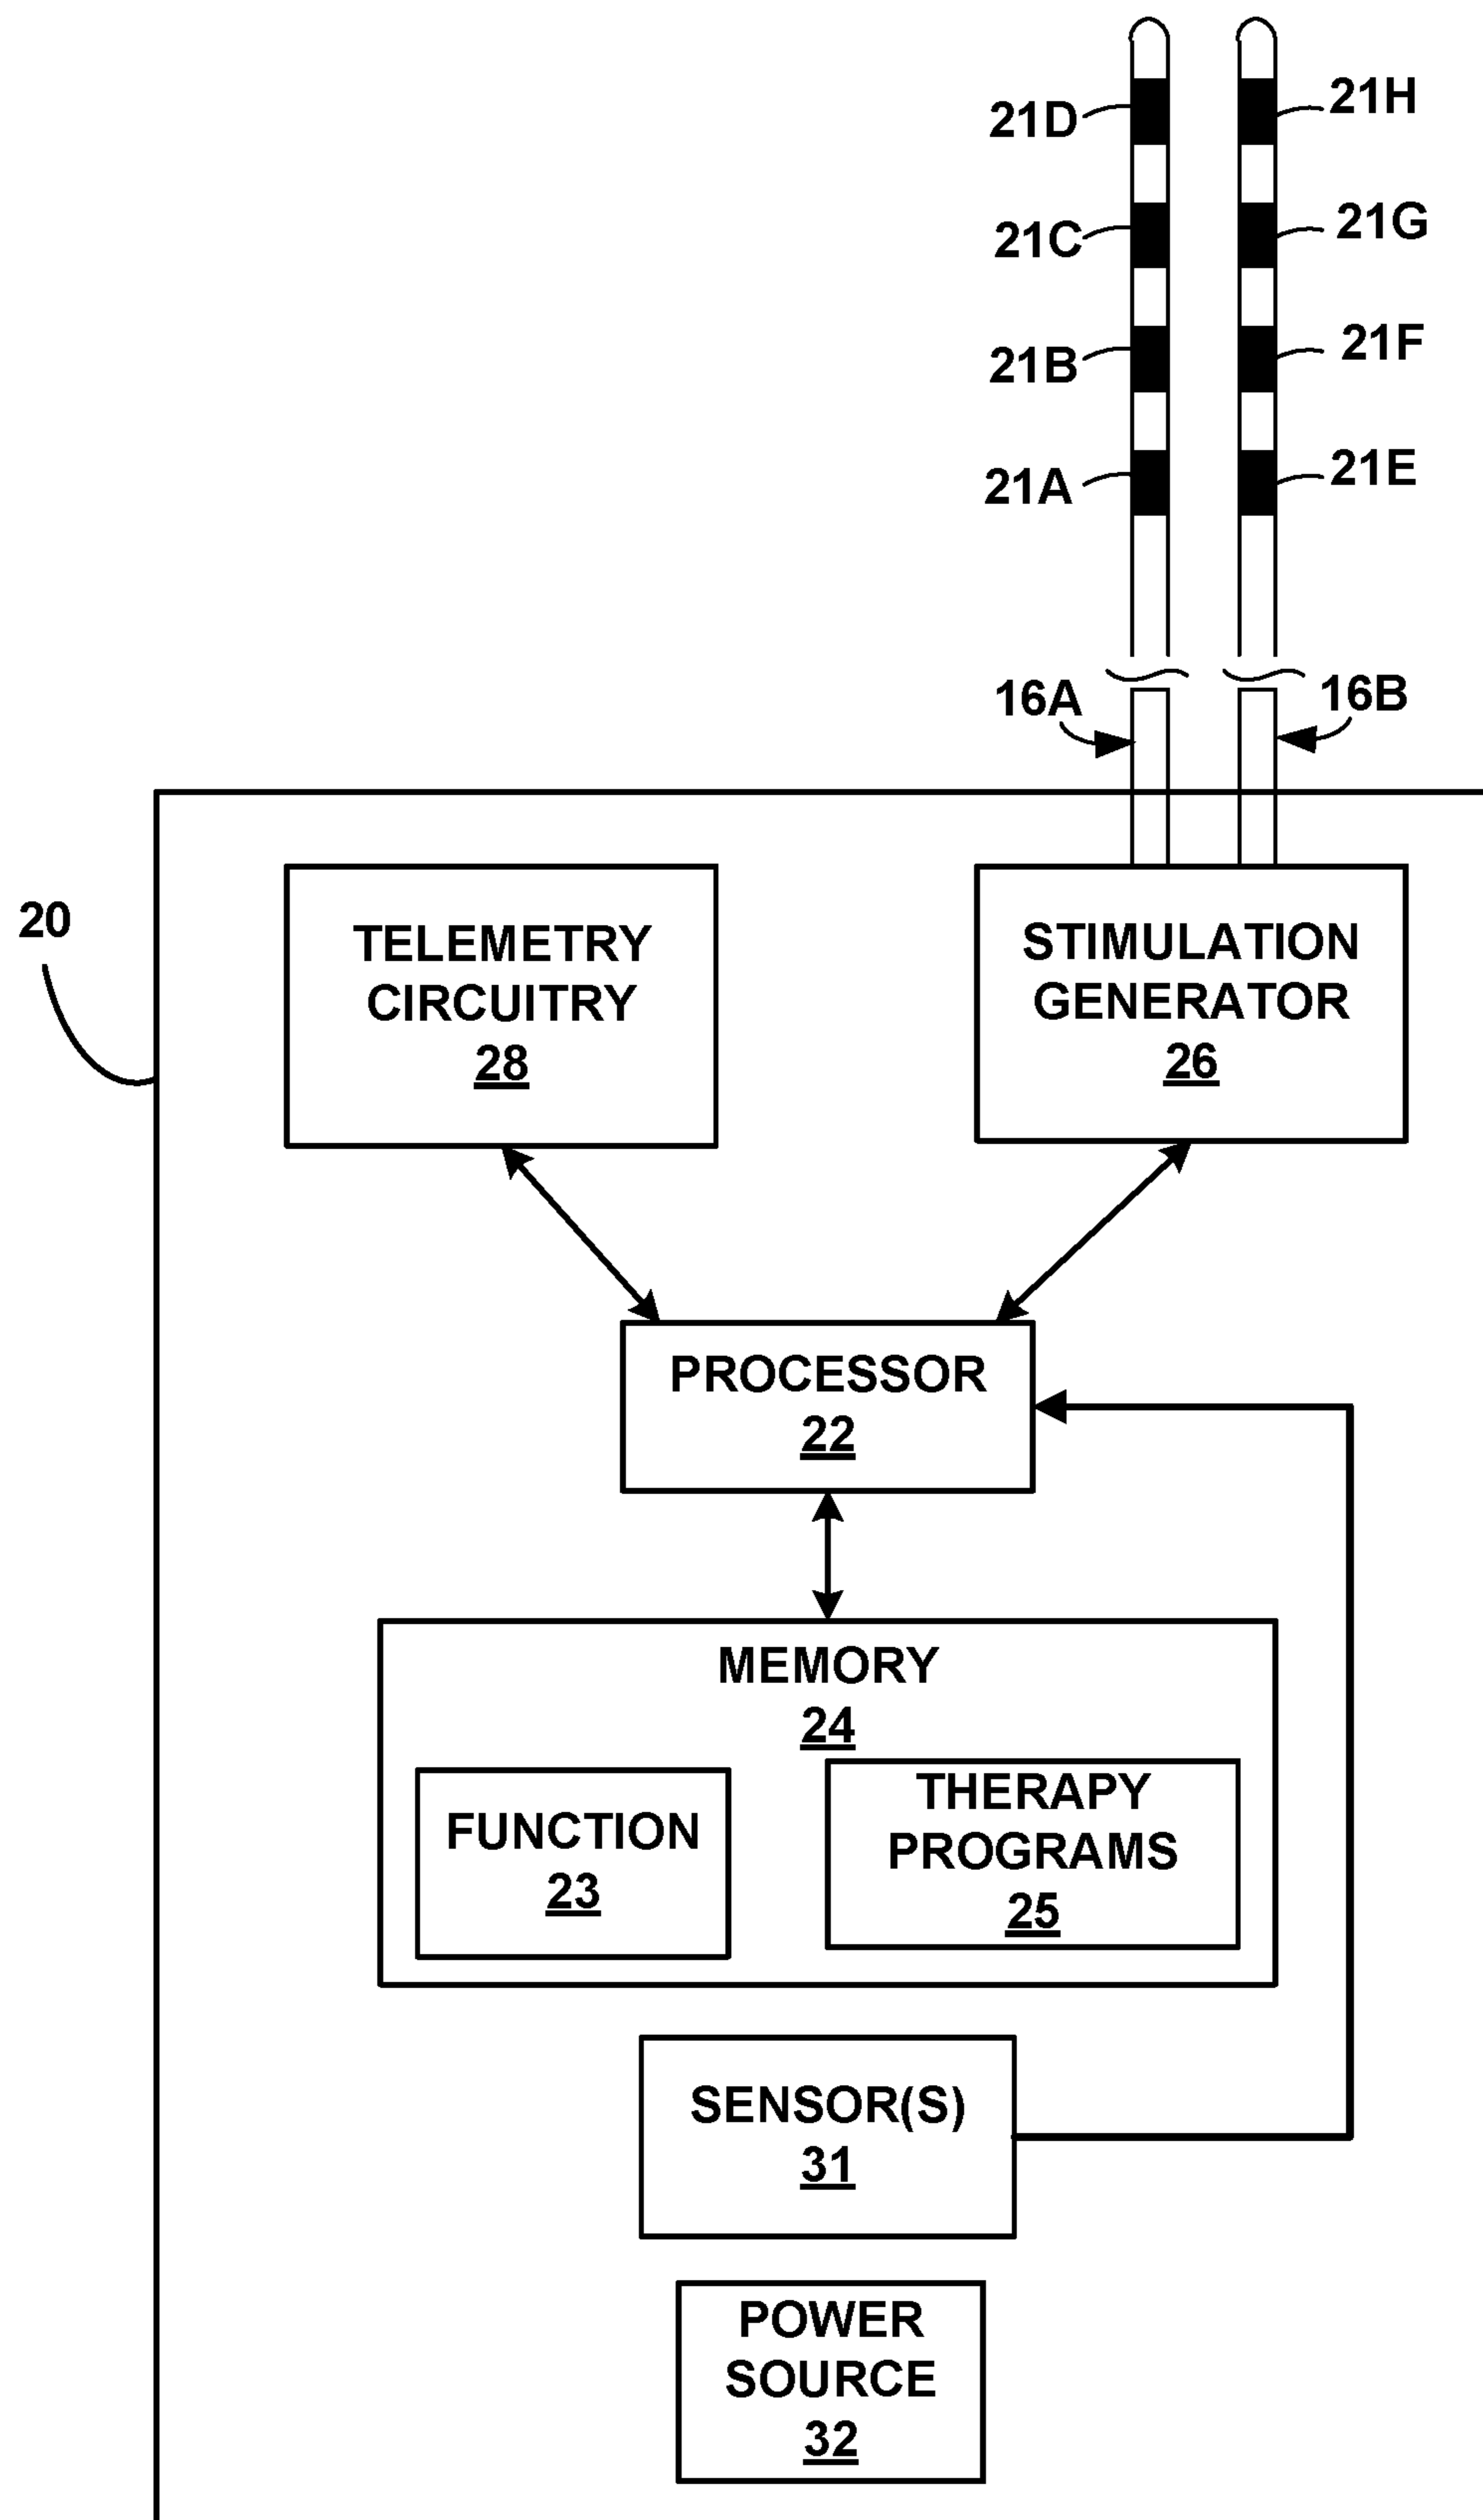 21D
21H
21C
21G
21B
21F
21A
21E
16A
16B
20
TELEMETRY
CIRCUITRY
28
STIMULATION
GENERATOR
26
PROCESSOR
22
MEMORY
24
FUNCTION
23
THERAPY
PROGRAMS
25
SENSOR(S)
31
POWER
SOURCE
32